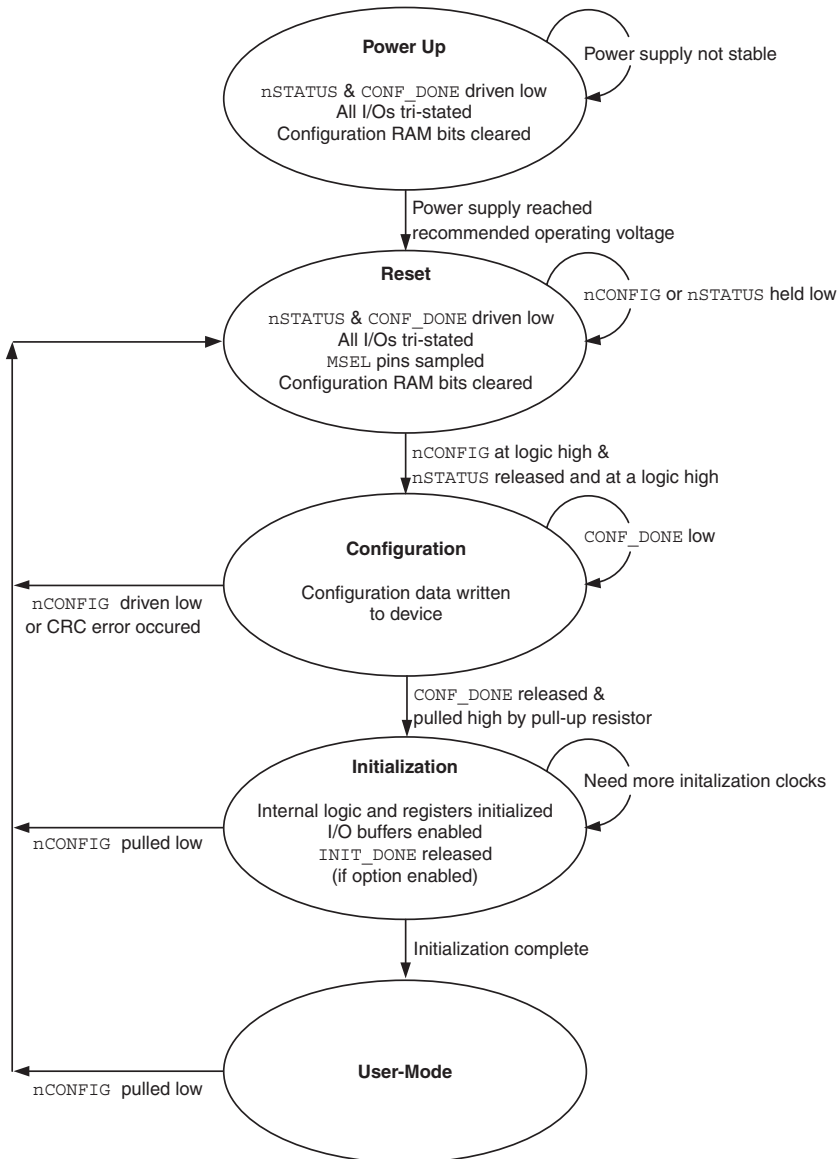 Power Up
nSTATUS & CONF_DONE driven low
All I/Os tri-stated
Configuration RAM bits cleared
Power supply not stable
Power supply reached
recommended operating voltage
Reset
nSTATUS & CONF_DONE driven low
All I/Os tri-stated
MSEL pins sampled
Configuration RAM bits cleared
nCONFIG or nSTATUS held low
nCONFIG at logic high &
nSTATUS released and at a logic high
Configuration
Configuration data written
to device
CONF_DONE low
nCONFIG driven low
or CRC error occured
CONF_DONE released &
pulled high by pull-up resistor
Initialization
Internal logic and registers initialized
I/O buffers enabled
INIT_DONE released
(if option enabled)
Need more initalization clocks
nCONFIG pulled low
Initialization complete
User-Mode
nCONFIG pulled low